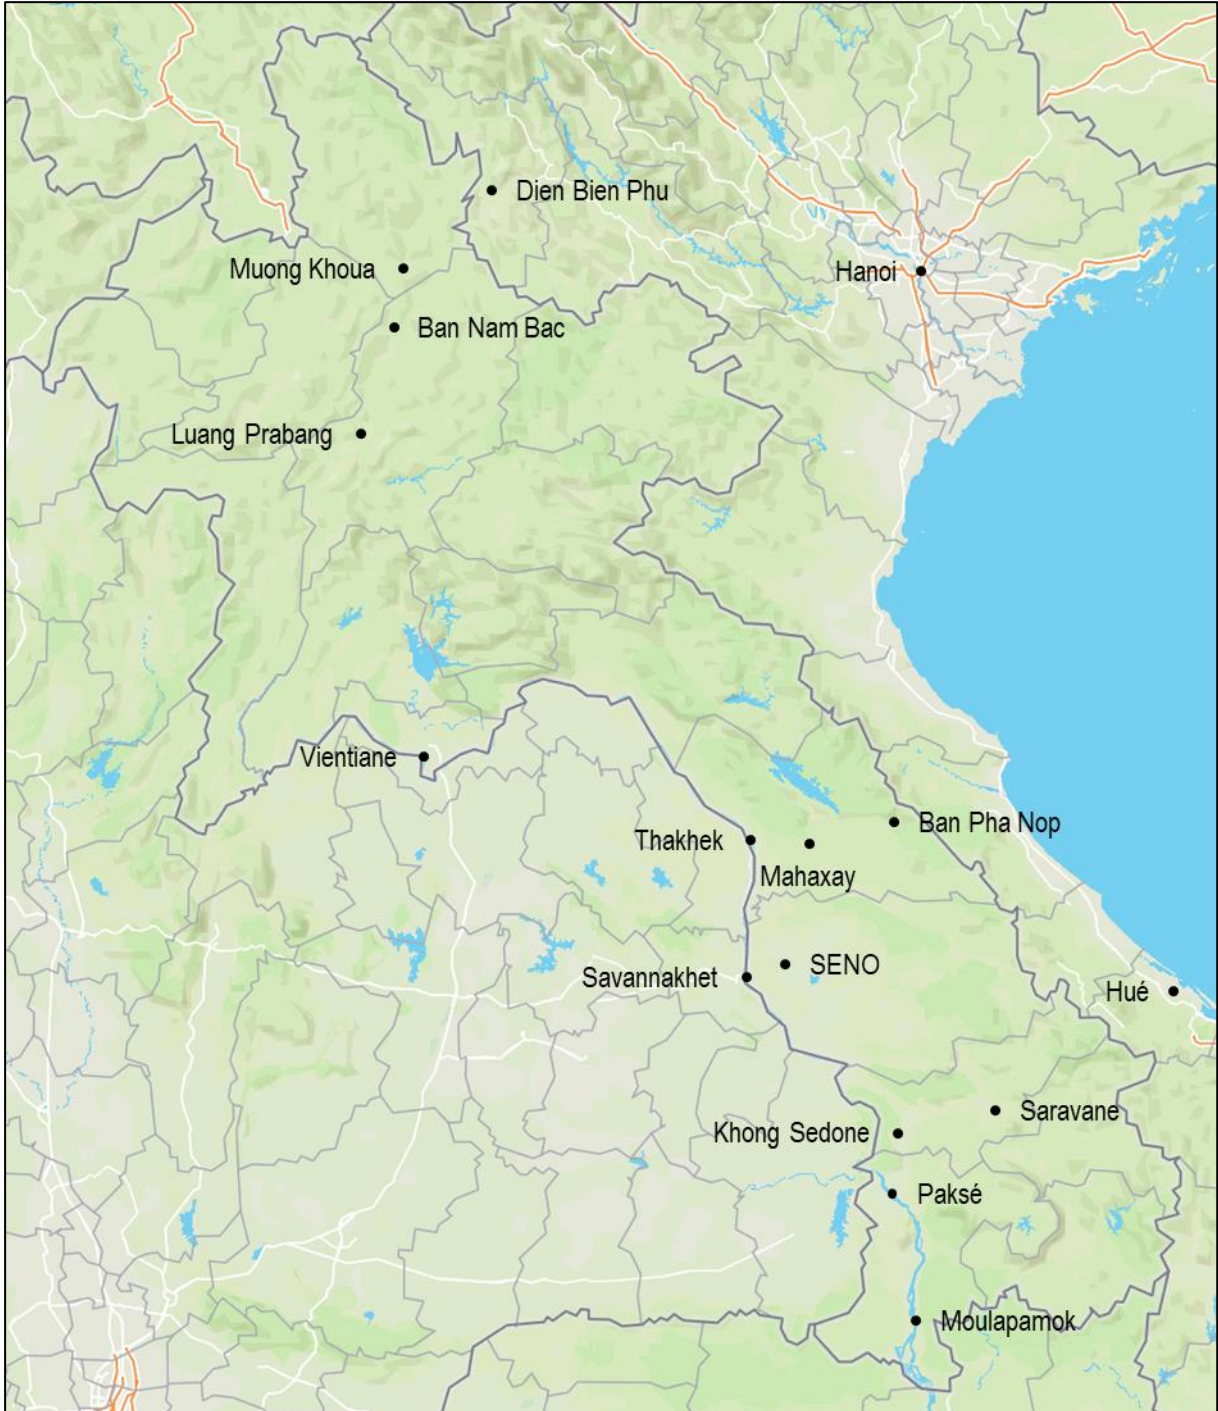 Dien Bien Phu
Muong Khoua
Hanoi
Ban Nam Bac
Luang Prabang
Vientiane
Ban Pha Nop
Thakhek
Mahaxay
SENO
Savannakhet
Hué
Saravane
Khong Sedone
Paksé
Moulapamok